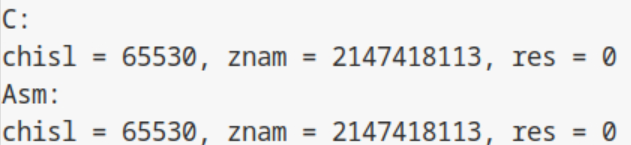 C:
chisl = 65530, znam = 2147418113, res = 0
Asm:
chisl = 65530, znam = 2147418113, res = 0